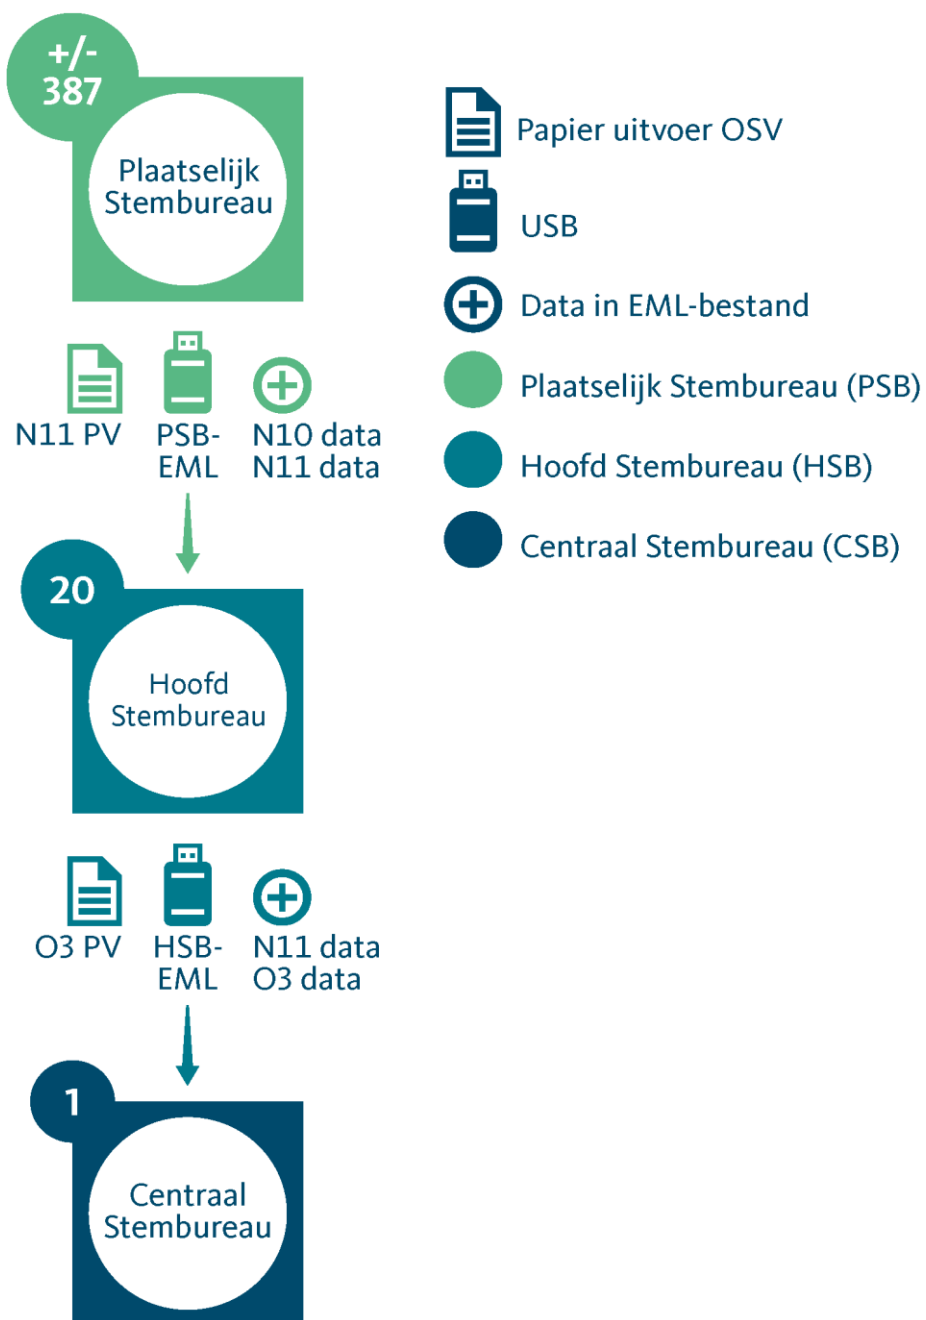 +/-
387
Plaatselijk
Stembureau
N11 PV
PSB-
EML
N10 data
N11 data
20
Hoofd
Stembureau
O3 PV
HSB-
EML
N11 data
O3 data
1
Centraal
Stembureau
Papier uitvoer OSV
USB
Data in EML-bestand
Plaatselijk Stembureau (PSB)
Hoofd Stembureau (HSB)
Centraal Stembureau (CSB)